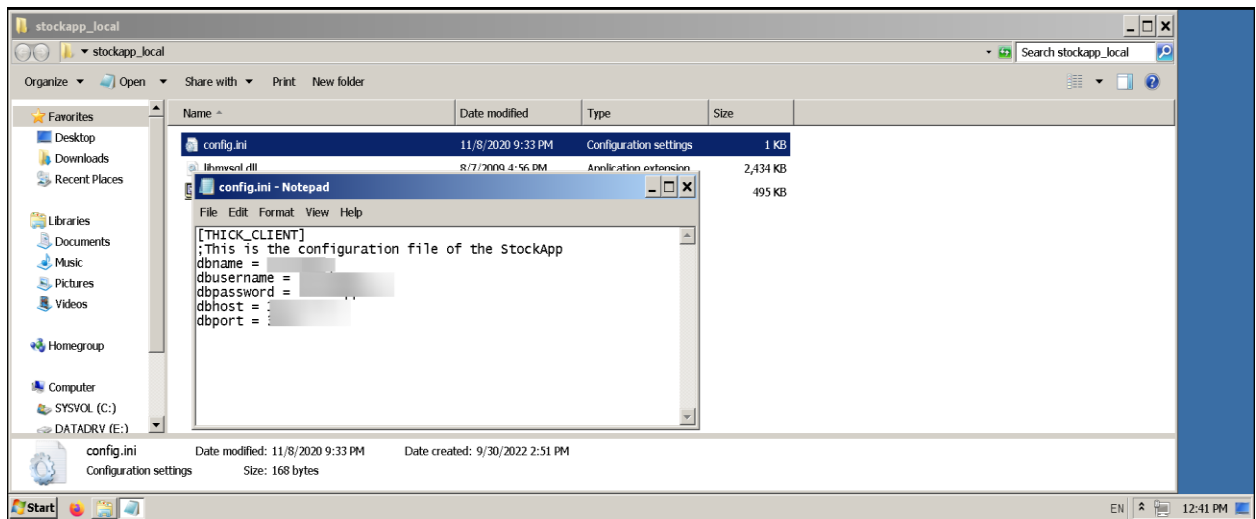 stockapp_local
stockapp_local
Search stockapp_local
Organize Open Share with Print New folder
Favorites
Desktop
Downloads
Recent Places
Libraries
Documents
Music
Pictures
Videos
Homegroup
Computer
SYSVOL (C:)
DATADRV (E:)
Name Date modified Type Size
config.ini 11/8/2020 9:33 PM Configuration settings 1 KB
libmysql.dll 8/7/2009 4:56 PM Application extension 2,434 KB
495 KB
config.ini - Notepad
File Edit Format View Help
[THICK_CLIENT]
;This is the configuration file of the StockApp
dbname =
dbusername =
dbpassword =
dbhost =
dbport =
config.ini Date modified: 11/8/2020 9:33 PM Date created: 9/30/2022 2:51 PM
Configuration settings Size: 168 bytes
Start EN 12:41 PM